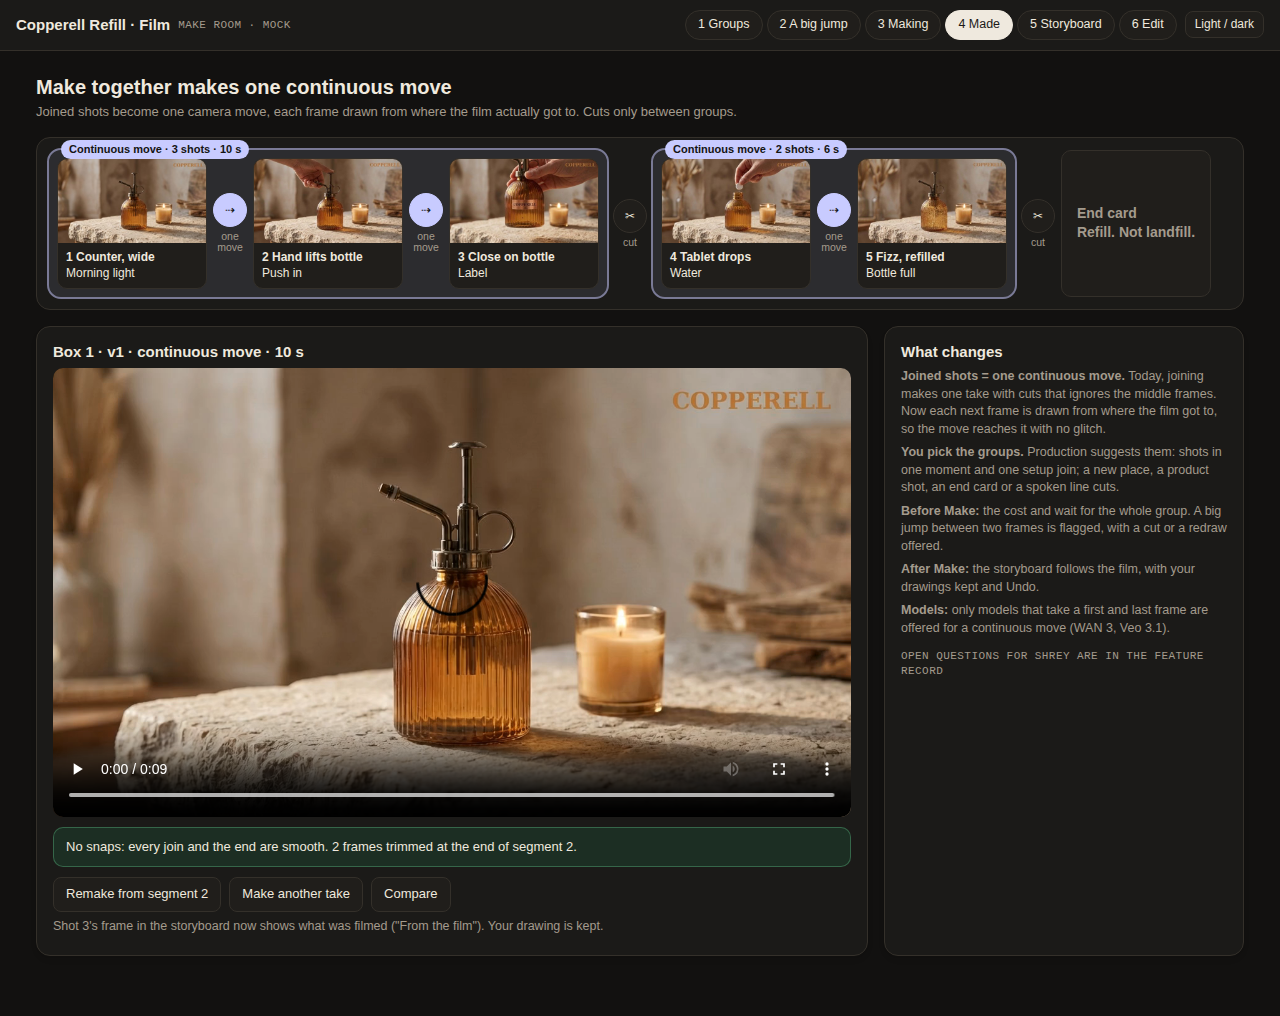 Copperell Refill · Film MAKE ROOM · MOCK
1 Groups
2 A big jump
3 Making
4 Made
5 Storyboard
6 Edit
Light / dark
Make together makes one continuous move
Joined shots become one camera move, each frame drawn from where the film actually got to. Cuts only between groups.
Continuous move · 3 shots · 10 s
COPPERELL
1 Counter, wide
Morning light
one
move
COPPERELL
2 Hand lifts bottle
Push in
one
move
COPPERELL
3 Close on bottle
Label
cut
Continuous move · 2 shots · 6 s
4 Tablet drops
Water
one
move
COPPERELL
5 Fizz, refilled
Bottle full
cut
End card
Refill. Not landfill.
Box 1 · v1 · continuous move · 10 s
COPPERELL
0:00 / 0:09
No snaps: every join and the end are smooth. 2 frames trimmed at the end of segment 2.
Remake from segment 2
Make another take
Compare
Shot 3's frame in the storyboard now shows what was filmed ("From the film"). Your drawing is kept.
What changes
Joined shots = one continuous move. Today, joining
makes one take with cuts that ignores the middle frames.
Now each next frame is drawn from where the film got to,
so the move reaches it with no glitch.
You pick the groups. Production suggests them: shots in
one moment and one setup join; a new place, a product
shot, an end card or a spoken line cuts.
Before Make: the cost and wait for the whole group. A big
jump between two frames is flagged, with a cut or a redraw
offered.
After Make: the storyboard follows the film, with your
drawings kept and Undo.
Models: only models that take a first and last frame are
offered for a continuous move (WAN 3, Veo 3.1).
OPEN QUESTIONS FOR SHREY ARE IN THE FEATURE
RECORD